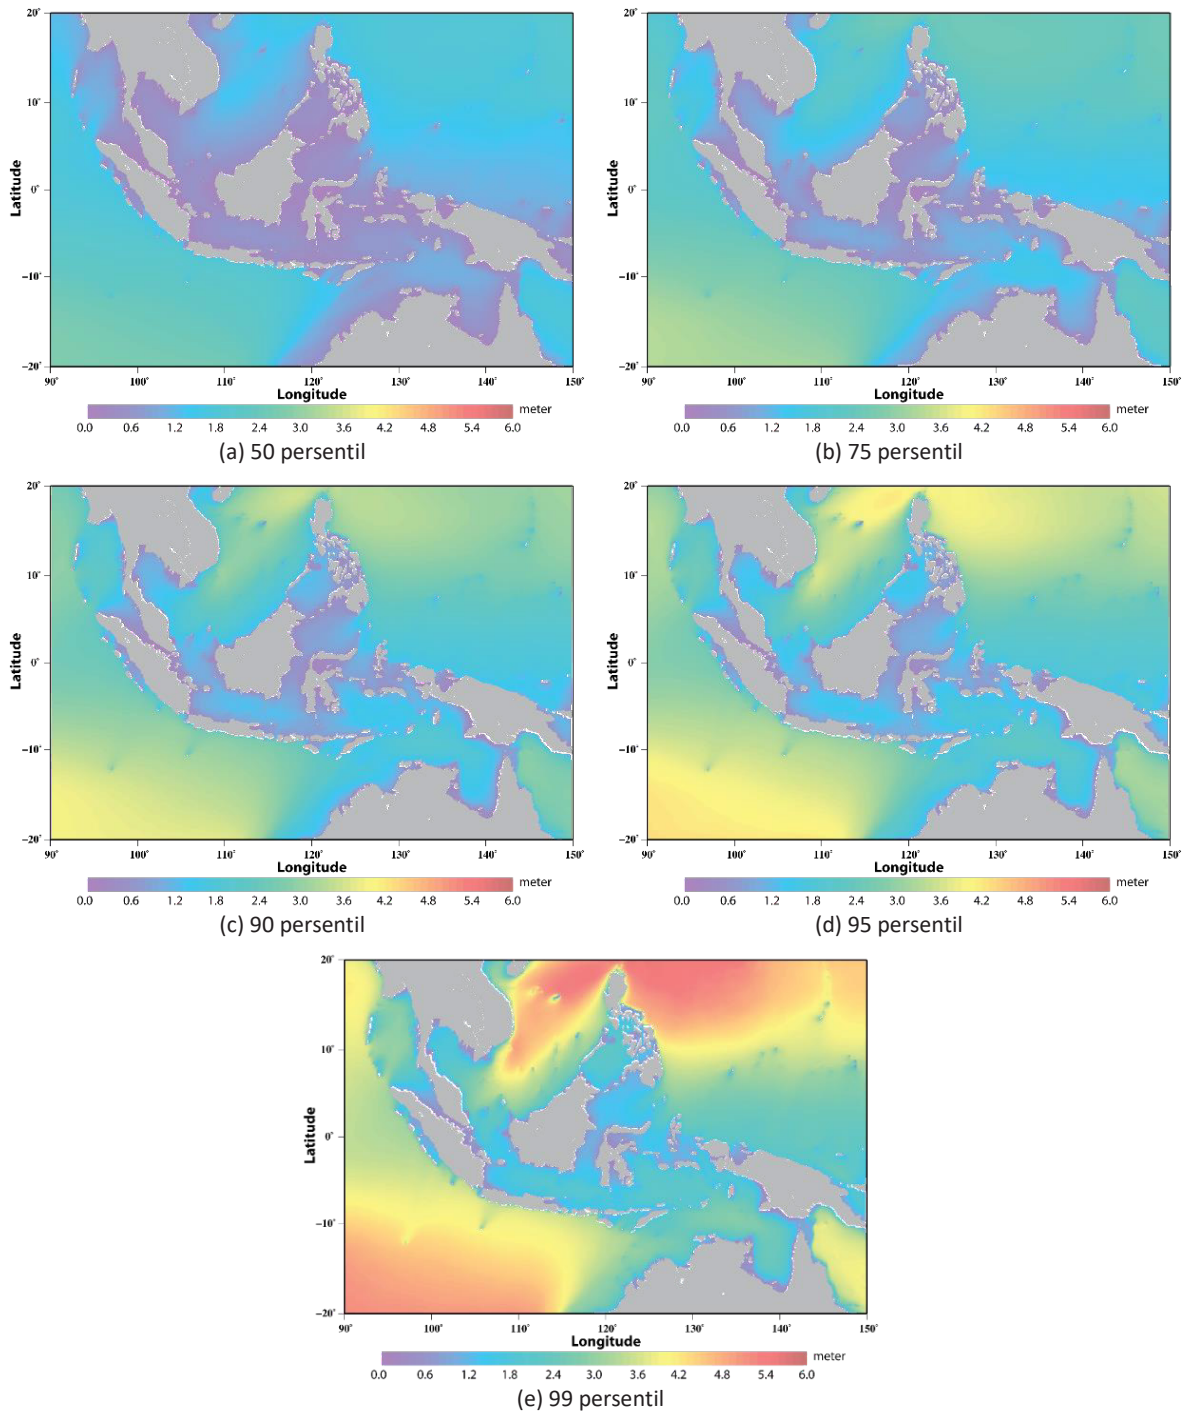 20° 20°
10° 10°
Latitude Latitude
0° 0°
−10° −10°
−20° −20°
90° 100° 110° 120° 130° 140° 150° 90° 100° 110° 120° 130° 140° 150°
Longitude Longitude
meter meter
0.0 0.6 1.2 1.8 2.4 3.0 3.6 4.2 4.8 5.4 6.0 0.0 0.6 1.2 1.8 2.4 3.0 3.6 4.2 4.8 5.4 6.0
(a) 50 persentil (b) 75 persentil
20° 20°
10° 10°
Latitude Latitude
0° 0°
−10° −10°
−20° −20°
90° 100° 110° 120° 130° 140° 150° 90° 100° 110° 120° 130° 140° 150°
Longitude Longitude
meter meter
0.0 0.6 1.2 1.8 2.4 3.0 3.6 4.2 4.8 5.4 6.0 0.0 0.6 1.2 1.8 2.4 3.0 3.6 4.2 4.8 5.4 6.0
(c) 90 persentil (d) 95 persentil
20°
10°
Latitude
0°
−10°
−20°
90° 100° 110° 120° 130° 140° 150°
Longitude
meter
0.0 0.6 1.2 1.8 2.4 3.0 3.6 4.2 4.8 5.4 6.0
(e) 99 persentil